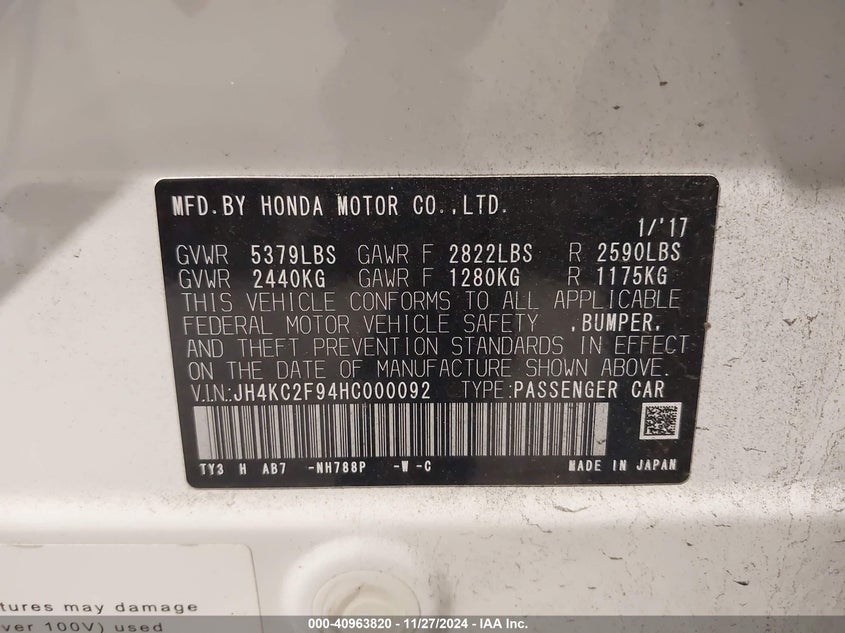 MFD.BY HONDA MOTOR CO.,LTD.
1/'17
GVWR 5379LBS GAWR F 2822LBS R 2590LBS
GVWR 2440KG GAWR F 1280KG R 1175KG
THIS VEHICLE CONFORMS TO ALL APPLICABLE
FEDERAL MOTOR VEHICLE SAFETY ,BUMPER,
AND THEFT PREVENTION STANDARDS IN EFFECT
ON THE DATE OF MANUFACTURE SHOWN ABOVE.
V.I.N.:JH4KC2F94HC000092 TYPE:PASSENGER CAR
TY3 H AB7 -NH788P -W -C MADE IN JAPAN
tures may damage
ver 100V) used
000-40963820 - 11/27/2024 - IAA Inc.